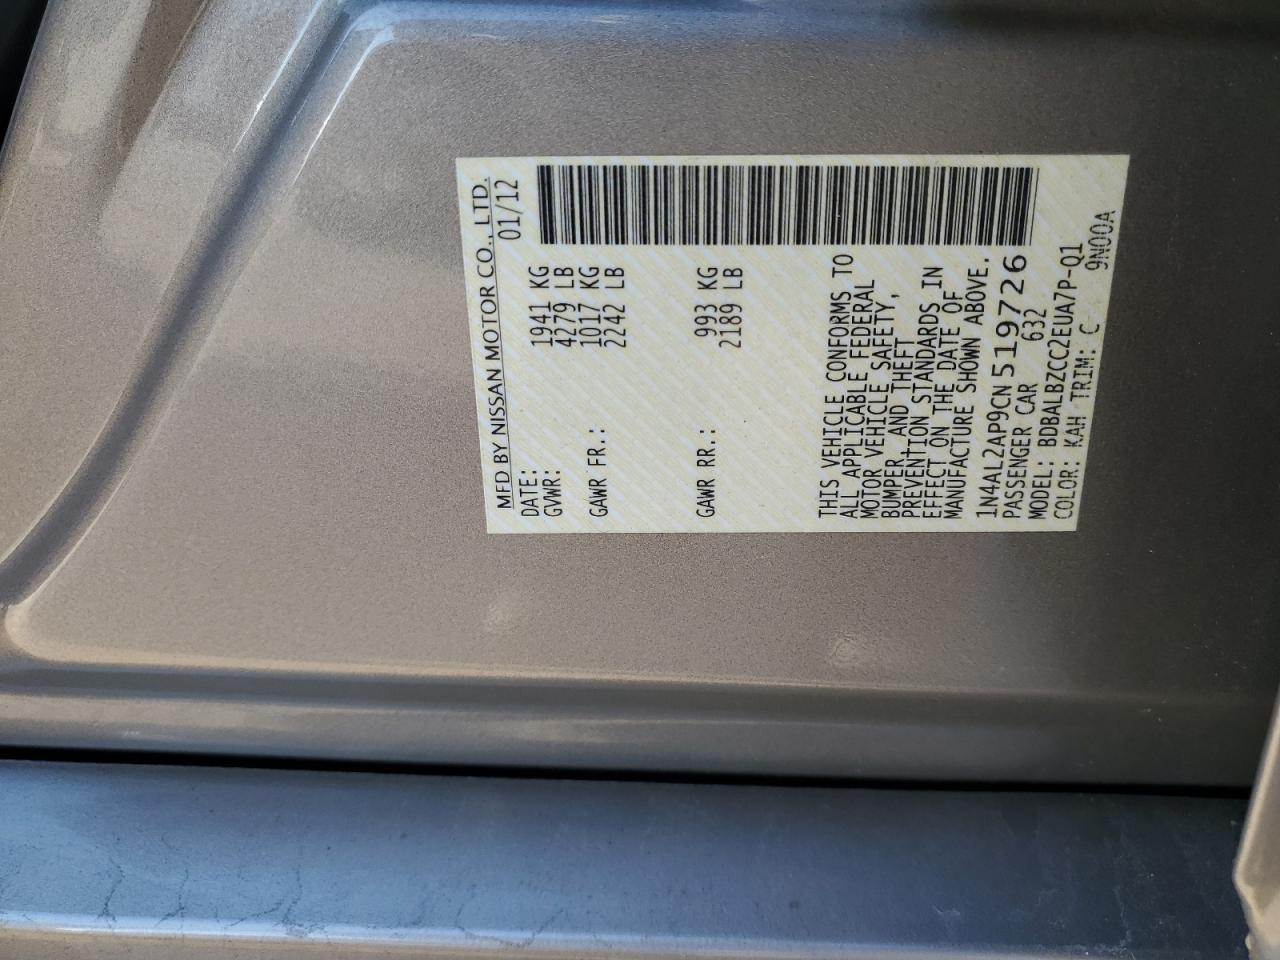 MFD BY NISSAN MOTOR CO., LTD.
DATE: 01/12
GVWR: 1941 KG
4279 LB
GAWR FR.: 1017 KG
2242 LB
GAWR RR.: 993 KG
2189 LB
THIS VEHICLE CONFORMS TO
ALL APPLICABLE FEDERAL
MOTOR VEHICLE SAFETY,
BUMPER, AND THEFT
PREVENTION STANDARDS IN
EFFECT ON THE DATE OF
MANUFACTURE SHOWN ABOVE.
1N4AL2AP9CN519726
PASSENGER CAR 632
MODEL: BDBALBZCC2EUA7P-Q1
COLOR: KAH TRIM: C 9N00A